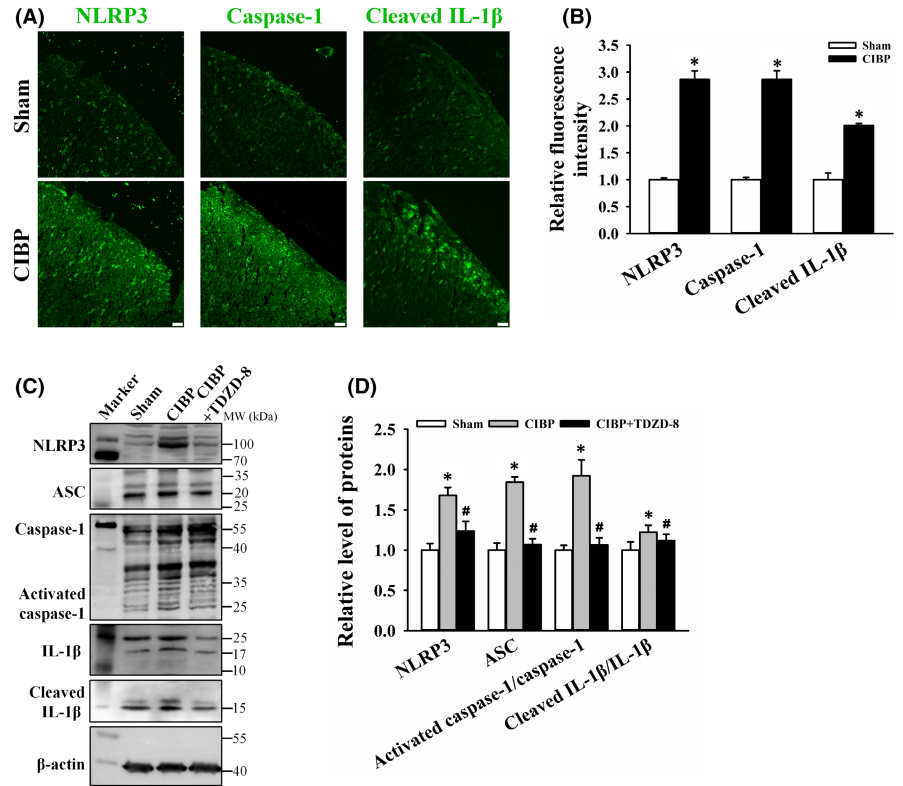 (A)
NLRP3 Caspase-1 Cleaved IL-1β
Sham
CIBP
(B)
Sham
CIBP
Relative fluorescence
intensity
3.5
3.0
2.5
2.0
1.5
1.0
0.5
0.0
* * *
NLRP3 Caspase-1 Cleaved IL-1β
(C)
Marker Sham CIBP CIBP
+TDZD-8
MW (kDa)
NLRP3
100
70
ASC
35
20
25
Caspase-1
55
40
Activated
caspase-1
35
25
IL-1β
25
17
10
Cleaved
IL-1β
15
β-actin
55
40
(D)
Sham CIBP CIBP+TDZD-8
Relative level of proteins
2.5
2.0
1.5
1.0
0.5
0.0
* # * # * # * #
NLRP3 ASC Activated caspase-1/caspase-1 Cleaved IL-1β/IL-1β